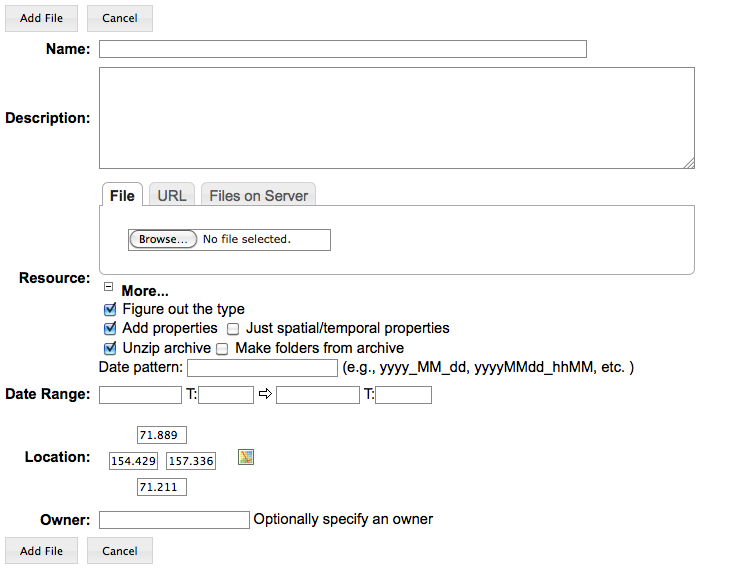 Add File Cancel
Name:
Description:
File URL Files on Server
Browse... No file selected.
Resource:
More...
Figure out the type
Add properties Just spatial/temporal properties
Unzip archive Make folders from archive
Date pattern: (e.g., yyyy_MM_dd, yyyyMMdd_hhMM, etc. )
Date Range: T: T:
71.889
Location: 154.429 157.336
71.211
Owner: Optionally specify an owner
Add File Cancel